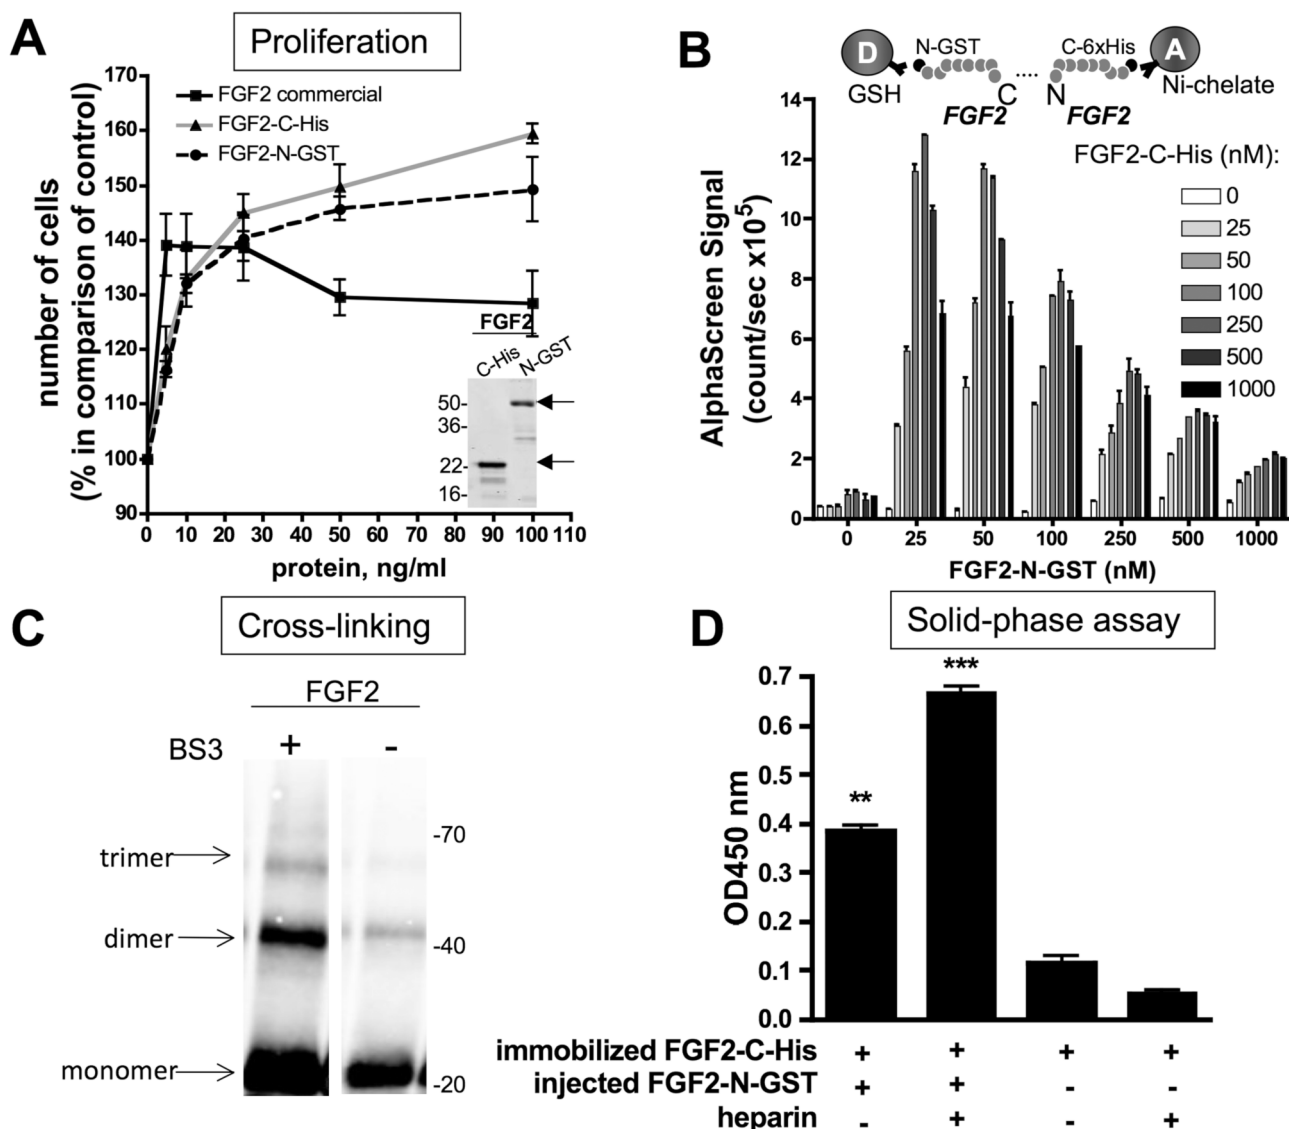 A
Proliferation
170
160
150
140
130
120
110
100
90
number of cells
(% in comparison of control)
FGF2 commercial
FGF2-C-His
FGF2-N-GST
FGF2
C-His
N-GST
50-
36-
22-
16-
0 10 20 30 40 50 60 70 80 90 100 110
protein, ng/ml
B
D
N-GST
C-6xHis
A
GSH
C
....
N
Ni-chelate
FGF2
FGF2
14
12
10
8
6
4
2
0
AlphaScreen Signal
(count/sec x10⁵)
FGF2-C-His (nM):
0
25
50
100
250
500
1000
0 25 50 100 250 500 1000
FGF2-N-GST (nM)
C
Cross-linking
FGF2
BS3 + -
trimer
dimer
monomer
-70
-40
-20
D
Solid-phase assay
0.7
0.6
0.5
0.4
0.3
0.2
0.1
0.0
OD450 nm
**
***
immobilized FGF2-C-His + + + +
injected FGF2-N-GST + + - -
heparin - + - +